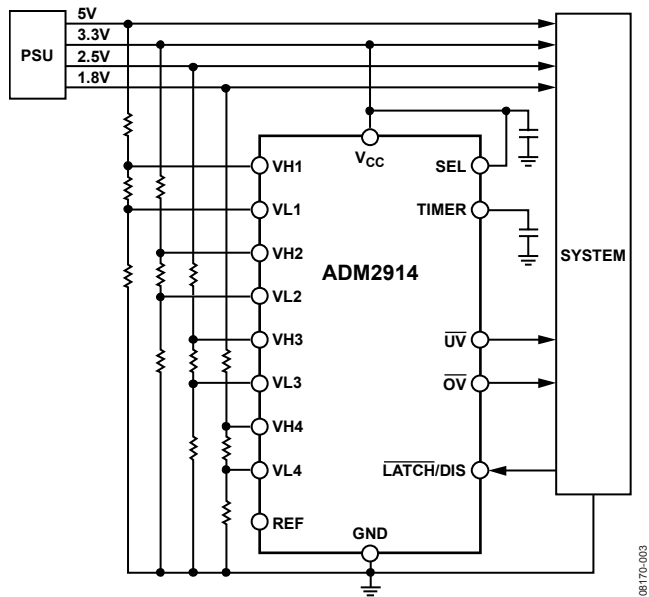 5V
3.3V
PSU
2.5V
1.8V
VCC
VH1
SEL
VL1
TIMER
VH2
SYSTEM
ADM2914
VL2
VH3
UV
VL3
OV
VH4
VL4
LATCH/DIS
REF
GND
08170-003